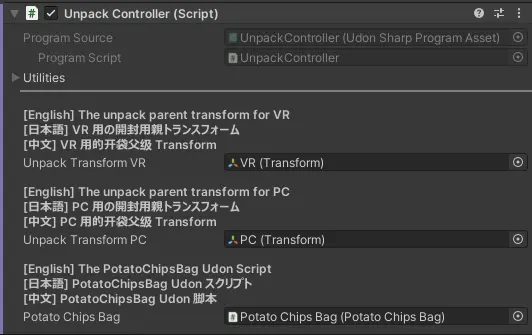 Unpack Controller (Script)
Program Source UnpackController (Udon Sharp Program Asset)
Program Script UnpackController
Utilities
[English] The unpack parent transform for VR
[日本語] VR 用の開封用親トランスフォーム
[中文] VR 用的开袋父级 Transform
Unpack Transform VR VR (Transform)
[English] The unpack parent transform for PC
[日本語] PC 用の開封用親トランスフォーム
[中文] PC 用的开袋父级 Transform
Unpack Transform PC PC (Transform)
[English] The PotatoChipsBag Udon Script
[日本語] PotatoChipsBag Udon スクリプト
[中文] PotatoChipsBag Udon 脚本
Potato Chips Bag Potato Chips Bag (Potato Chips Bag)